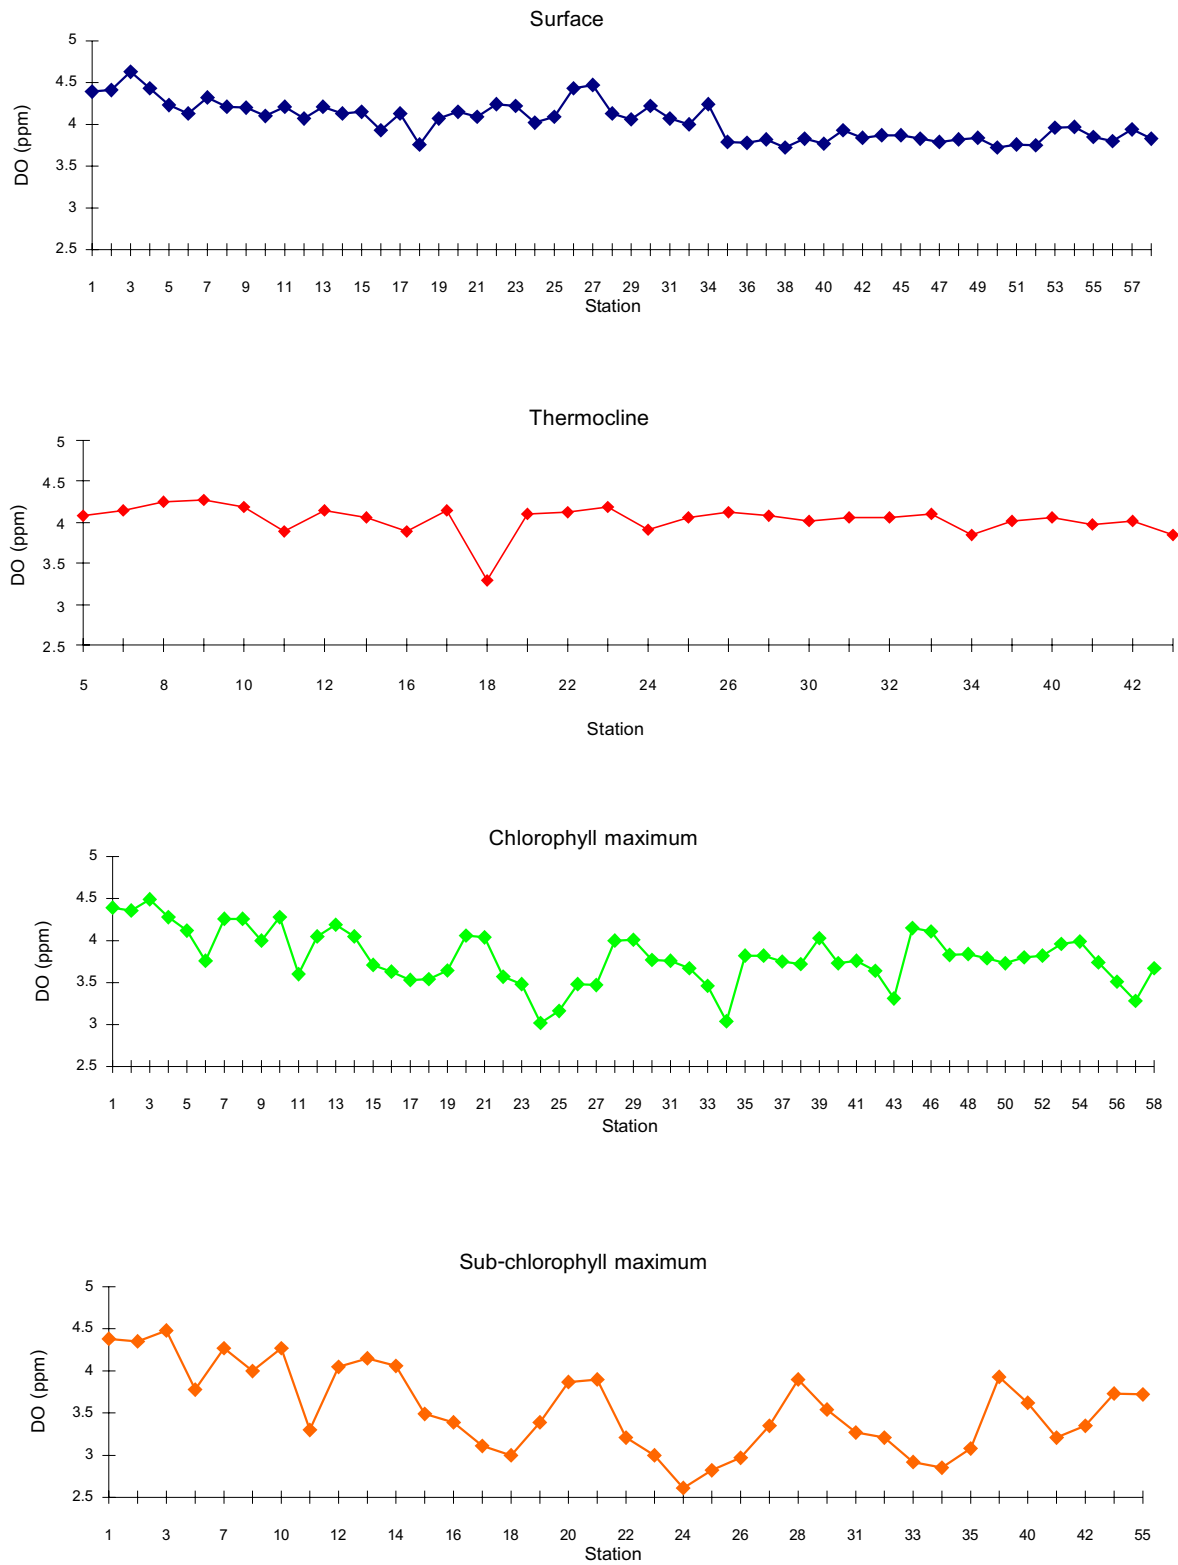 Surface
5
4.5
4
3.5
3
2.5
DO (ppm)
1 3 5 7 9 11 13 15 17 19 21 23 25 27 29 31 34 36 38 40 42 45 47 49 51 53 55 57
Station
Thermocline
5
4.5
4
3.5
3
2.5
DO (ppm)
5 8 10 12 16 18 22 24 26 30 32 34 40 42
Station
Chlorophyll maximum
5
4.5
4
3.5
3
2.5
DO (ppm)
1 3 5 7 9 11 13 15 17 19 21 23 25 27 29 31 33 35 37 39 41 43 46 48 50 52 54 56 58
Station
Sub-chlorophyll maximum
5
4.5
4
3.5
3
2.5
DO (ppm)
1 3 7 10 12 14 16 18 20 22 24 26 28 31 33 35 40 42 55
Station